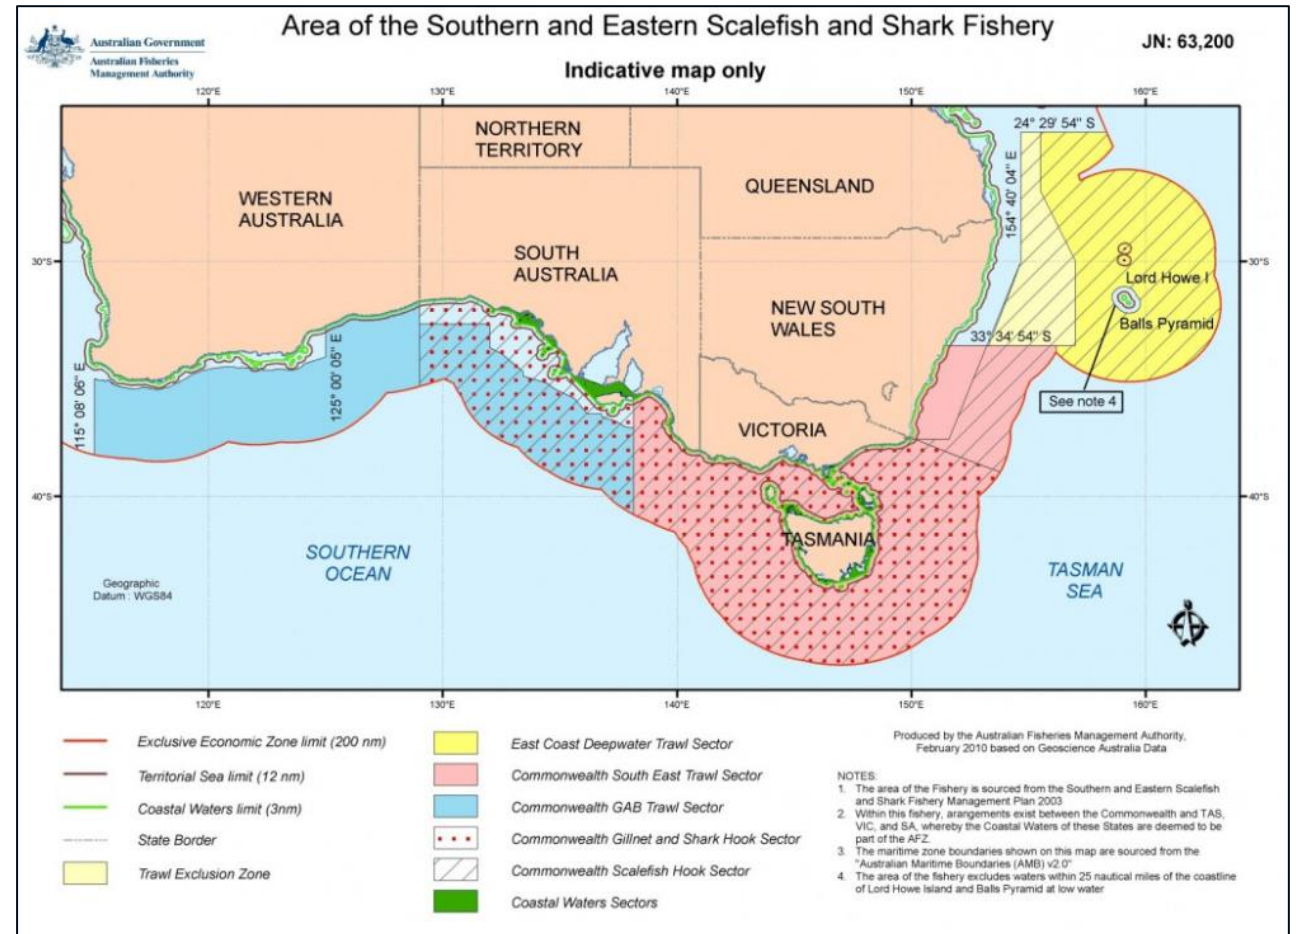 Area of the Southern and Eastern Scalefish and Shark Fishery
Australian Government
Australian Fisheries
Management Authority
JN: 63,200
Indicative map only
120°E
130°E
140°E
150°E
160°E
24° 29' 54" S
NORTHERN
TERRITORY
154° 40' 04" E
QUEENSLAND
WESTERN
AUSTRALIA
SOUTH
AUSTRALIA
30°S
30°S
Lord Howe I
NEW SOUTH
WALES
Balls Pyramid
33° 34' 54" S
125° 00' 05" E
115° 08' 06" E
See note 4
VICTORIA
40°S
40°S
TASMANIA
SOUTHERN
OCEAN
TASMAN
SEA
Geographic
Datum : WGS84
120°E
130°E
140°E
150°E
160°E
Exclusive Economic Zone limit (200 nm)
Territorial Sea limit (12 nm)
Coastal Waters limit (3nm)
State Border
Trawl Exclusion Zone
East Coast Deepwater Trawl Sector
Commonwealth South East Trawl Sector
Commonwealth GAB Trawl Sector
Commonwealth Gillnet and Shark Hook Sector
Commonwealth Scalefish Hook Sector
Coastal Waters Sectors
Produced by the Australian Fisheries Management Authority,
February 2010 based on Geoscience Australia Data
NOTES:
1. The area of the Fishery is sourced from the Southern and Eastern Scalefish
and Shark Fishery Management Plan 2003
2. Within this fishery, arangements exist between the Commonwealth and TAS,
VIC, and SA, whereby the Coastal Waters of these States are deemed to be
part of the AFZ.
3. The maritime zone boundaries shown on this map are sourced from the
"Australian Maritime Boundaries (AMB) v2.0"
4. The area of the fishery excludes waters within 25 nautical miles of the coastline
of Lord Howe Island and Balls Pyramid at low water